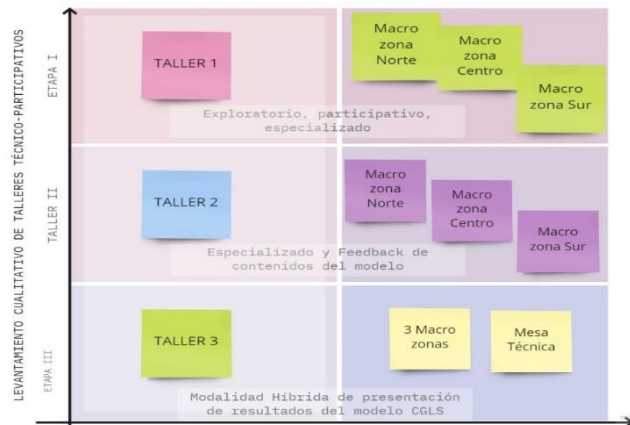 LEVANTAMIENTO CUALITATIVO DE TALLERES TÉCNICO-PARTICIPATIVOS
ETAPA I
TALLER 1
Macro
zona
Norte
Macro
zona
Centro
Macro
zona Sur
Exploratorio, participativo,
especializado
TALLER II
TALLER 2
Macro
zona
Norte
Macro
zona
Centro
Macro
zona Sur
Especializado y Feedback de
contenidos del modelo
ETAPA III
TALLER 3
3 Macro
zonas
Mesa
Técnica
Modalidad Híbrida de presentación
de resultados del modelo CGLS